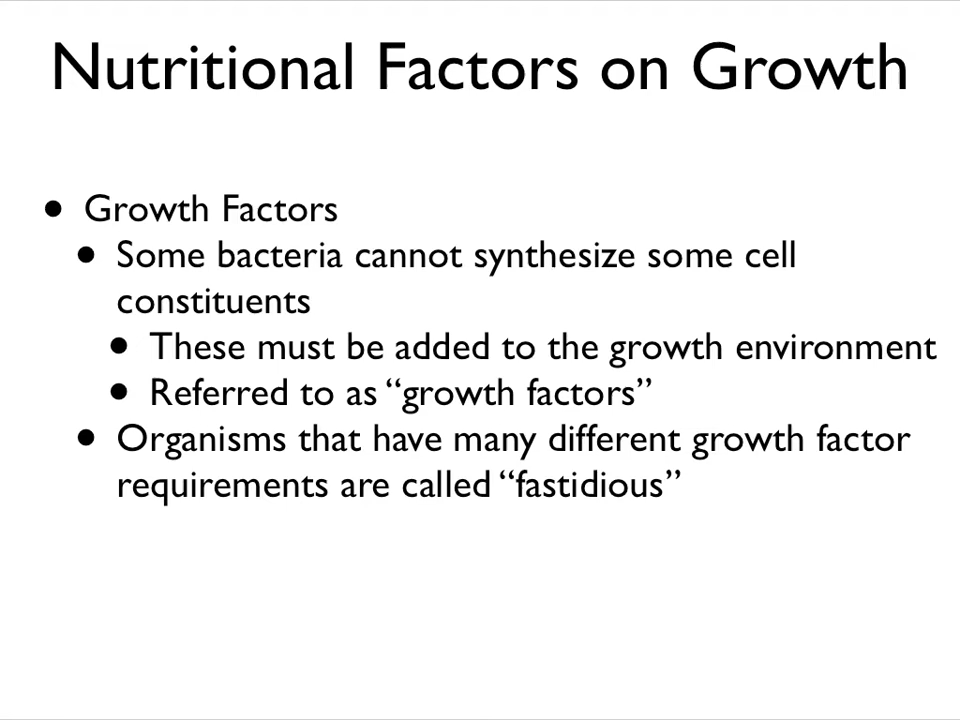 Nutritional Factors on Growth
• Growth Factors
• Some bacteria cannot synthesize some cell
constituents
• These must be added to the growth environment
• Referred to as “growth factors”
• Organisms that have many different growth factor
requirements are called “fastidious”